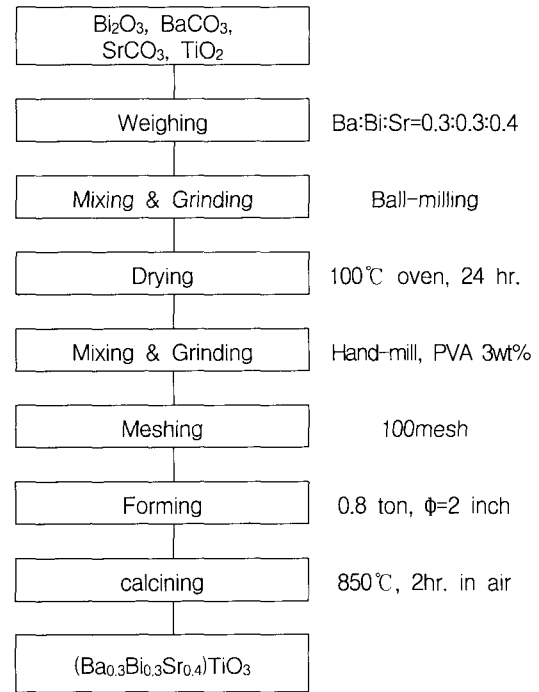 Bi₂O₃, BaCO₃,
SrCO₃, TiO₂
Weighing
Ba:Bi:Sr=0.3:0.3:0.4
Mixing & Grinding
Ball-milling
Drying
100℃ oven, 24 hr.
Mixing & Grinding
Hand-mill, PVA 3wt%
Meshing
100mesh
Forming
0.8 ton, Φ=2 inch
calcining
850℃, 2hr. in air
(Ba₀.₃Bi₀.₃Sr₀.₄)TiO₃